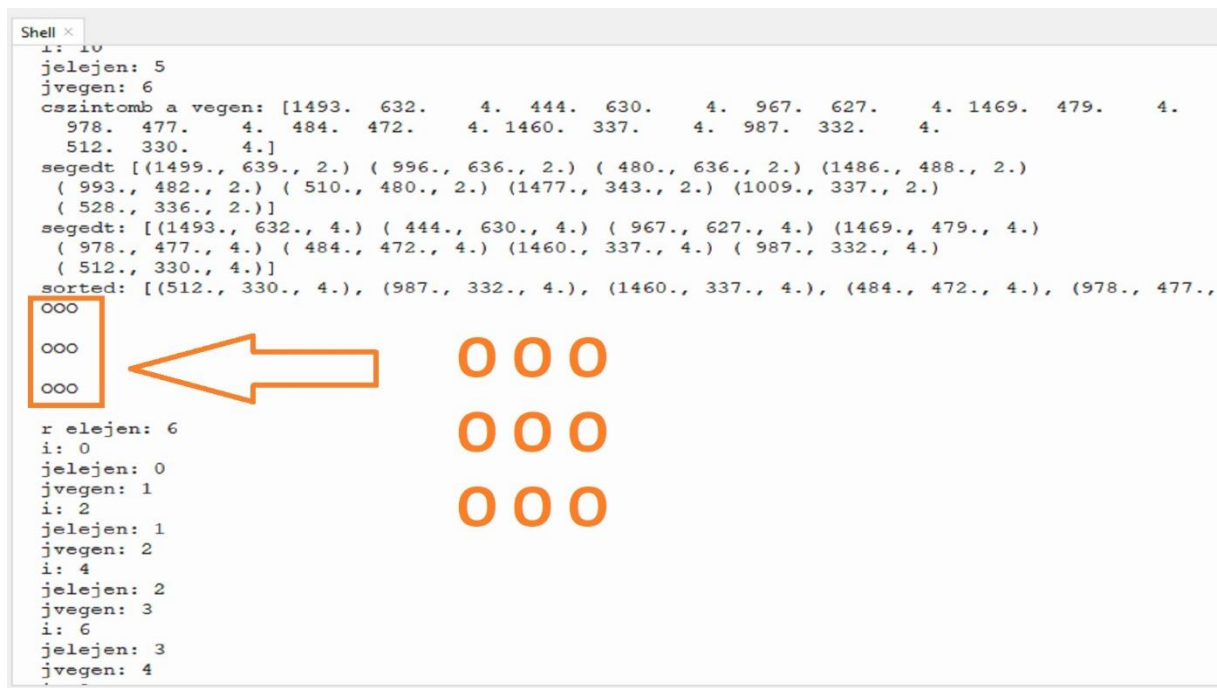 Shell ×
i: 10
jelejen: 5
jvegen: 6
cszintomb a vegen: [1493. 632. 4. 444. 630. 4. 967. 627. 4. 1469. 479. 4.
978. 477. 4. 484. 472. 4. 1460. 337. 4. 987. 332. 4.
512. 330. 4.]
segedt [(1499., 639., 2.) ( 996., 636., 2.) ( 480., 636., 2.) (1486., 488., 2.)
( 993., 482., 2.) ( 510., 480., 2.) (1477., 343., 2.) (1009., 337., 2.)
( 528., 336., 2.)]
segedt: [(1493., 632., 4.) ( 444., 630., 4.) ( 967., 627., 4.) (1469., 479., 4.)
( 978., 477., 4.) ( 484., 472., 4.) (1460., 337., 4.) ( 987., 332., 4.)
( 512., 330., 4.)]
sorted: [(512., 330., 4.), (987., 332., 4.), (1460., 337., 4.), (484., 472., 4.), (978., 477.,
ooo
ooo
ooo
o o o
o o o
o o o
r elejen: 6
i: 0
jelejen: 0
jvegen: 1
i: 2
jelejen: 1
jvegen: 2
i: 4
jelejen: 2
jvegen: 3
i: 6
jelejen: 3
jvegen: 4